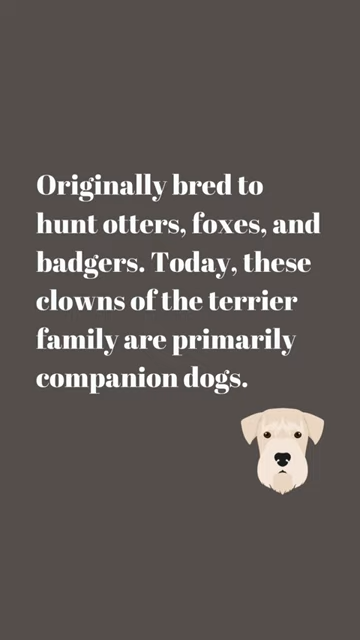 Originally bred to
hunt otters, foxes, and
badgers. Today, these
clowns of the terrier
family are primarily
companion dogs.